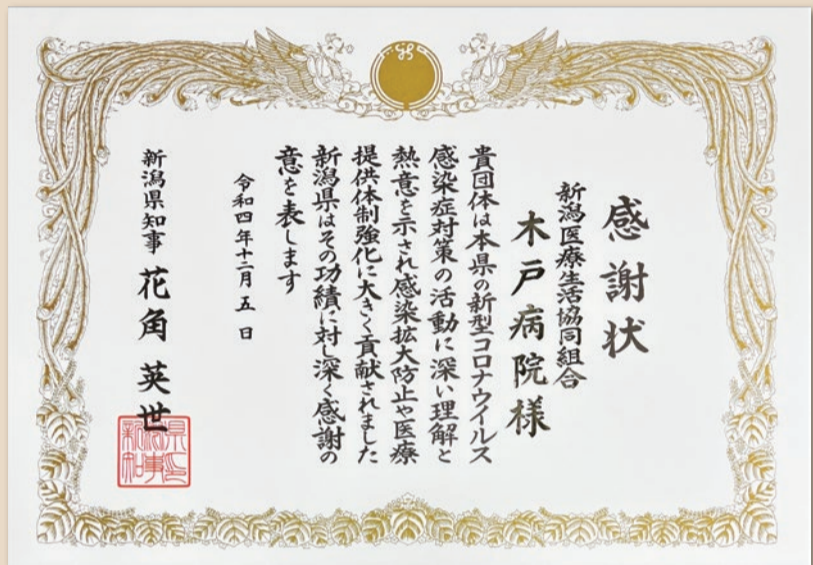 感謝状
新潟医療生活協同組合
木戸病院様
貴団体は本県の新型コロナウイルス
感染症対策の活動に深い理解と
熱意を示され感染拡大防止や医療
提供体制強化に大きく貢献されました
新潟県はその功績に対し深く感謝の
意を表します
令和四年十二月五日
新潟県知事 花角英世
新潟県知事印